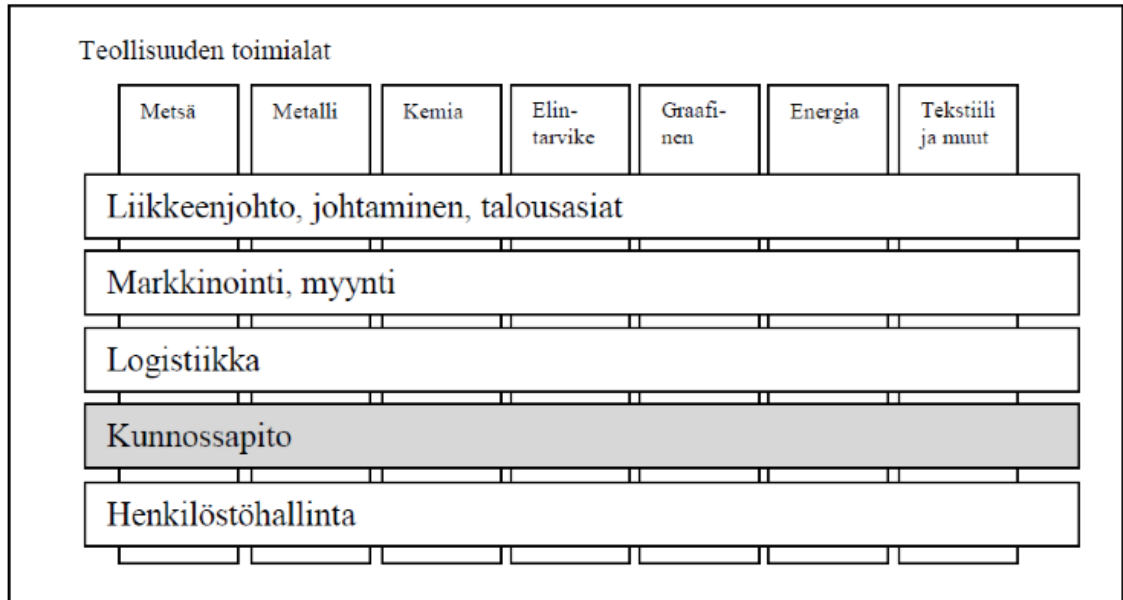 Teollisuuden toimialat
Metsä
Metalli
Kemia
Elin-
tarvike
Graafi-
nen
Energia
Tekstiili
ja muut
Liikkeenjohto, johtaminen, talousasiat
Markkinointi, myynti
Logistiikka
Kunnossapito
Henkilöstöhallinta